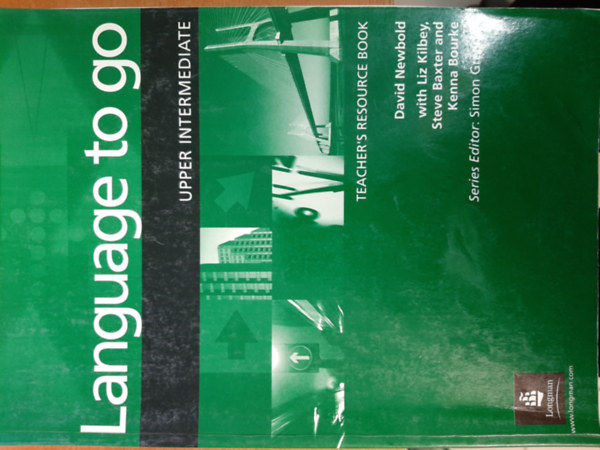 Language to go
UPPER INTERMEDIATE
TEACHER'S RESOURCE BOOK
David Newbold
with Liz Kilbey,
Steve Baxter and
Kenna Bourke
Series Editor: Simon
Longman
www.longman.com